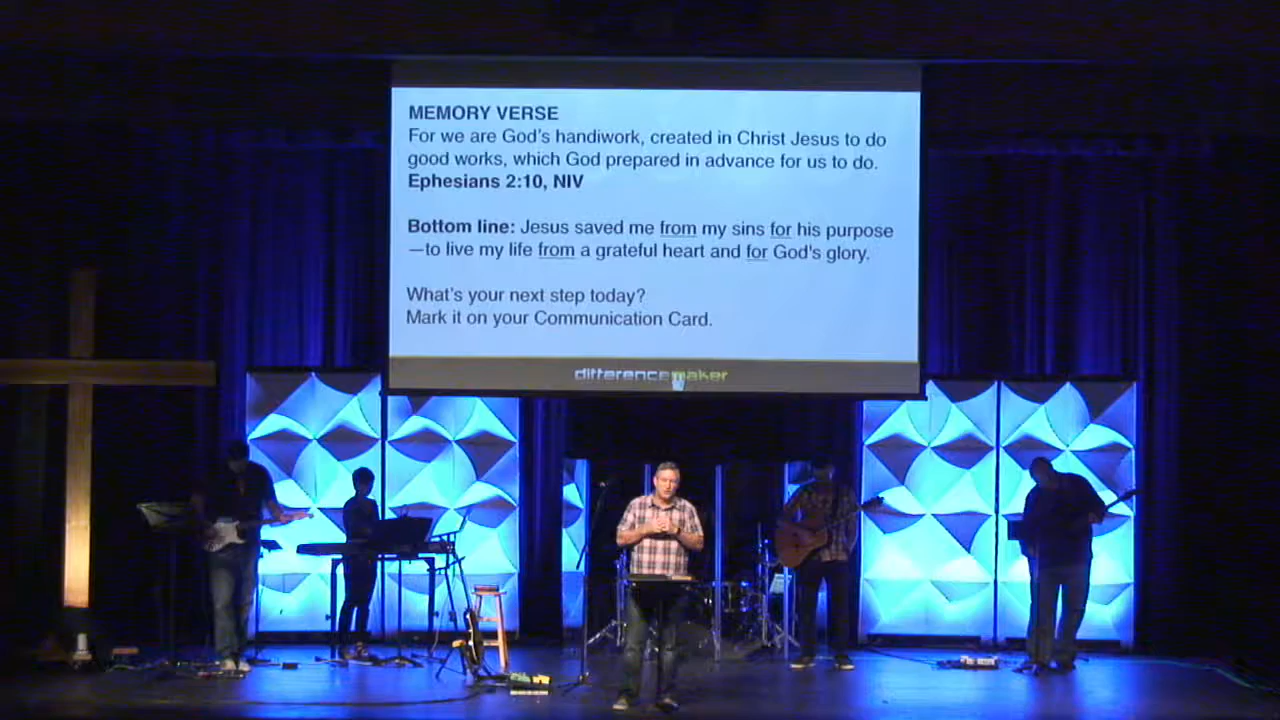 MEMORY VERSE
For we are God's handiwork, created in Christ Jesus to do
good works, which God prepared in advance for us to do.
Ephesians 2:10, NIV
Bottom line: Jesus saved me from my sins for his purpose
—to live my life from a grateful heart and for God's glory.
What's your next step today?
Mark it on your Communication Card.
differencemaker